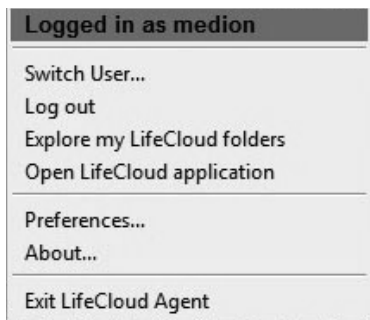 Logged in as medion
Switch User...
Log out
Explore my LifeCloud folders
Open LifeCloud application
Preferences...
About...
Exit LifeCloud Agent